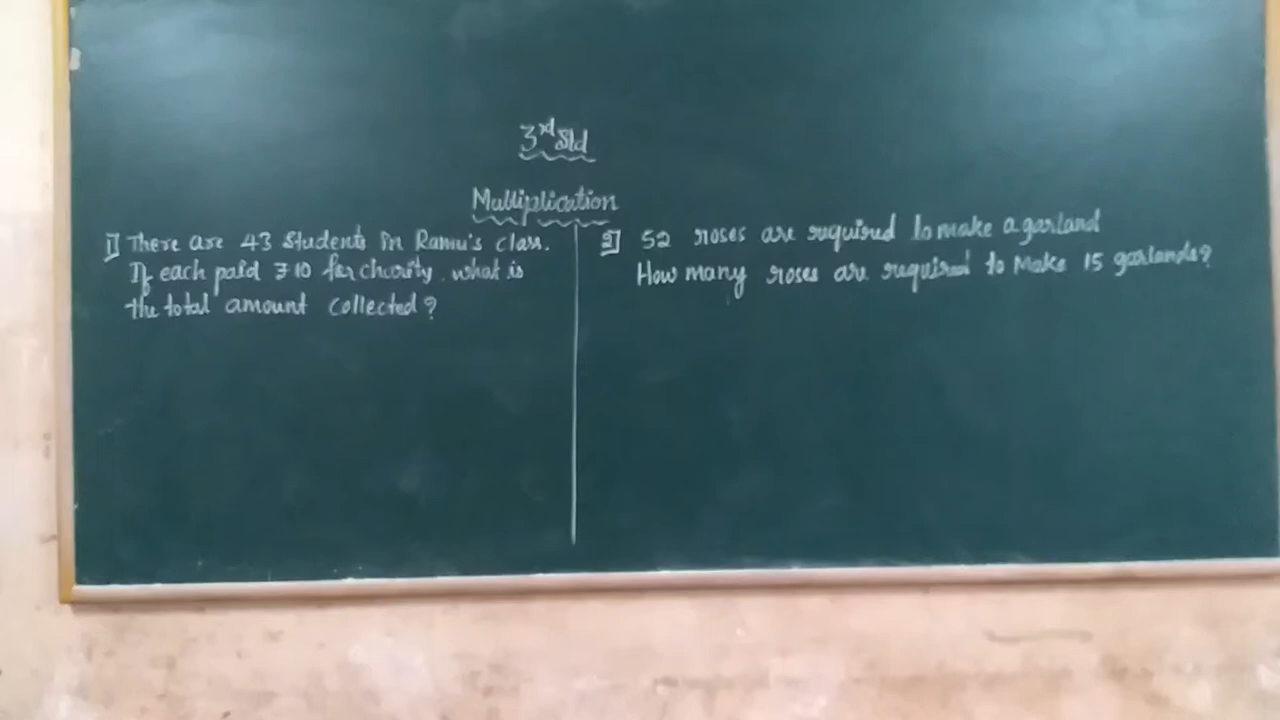 3rd Std
Multiplication
1] There are 43 Students in Ramu's class.
If each paid ₹10 for charity. what is
the total amount collected?
2] 52 roses are required to make a garland
How many roses are required to Make 15 garlands?